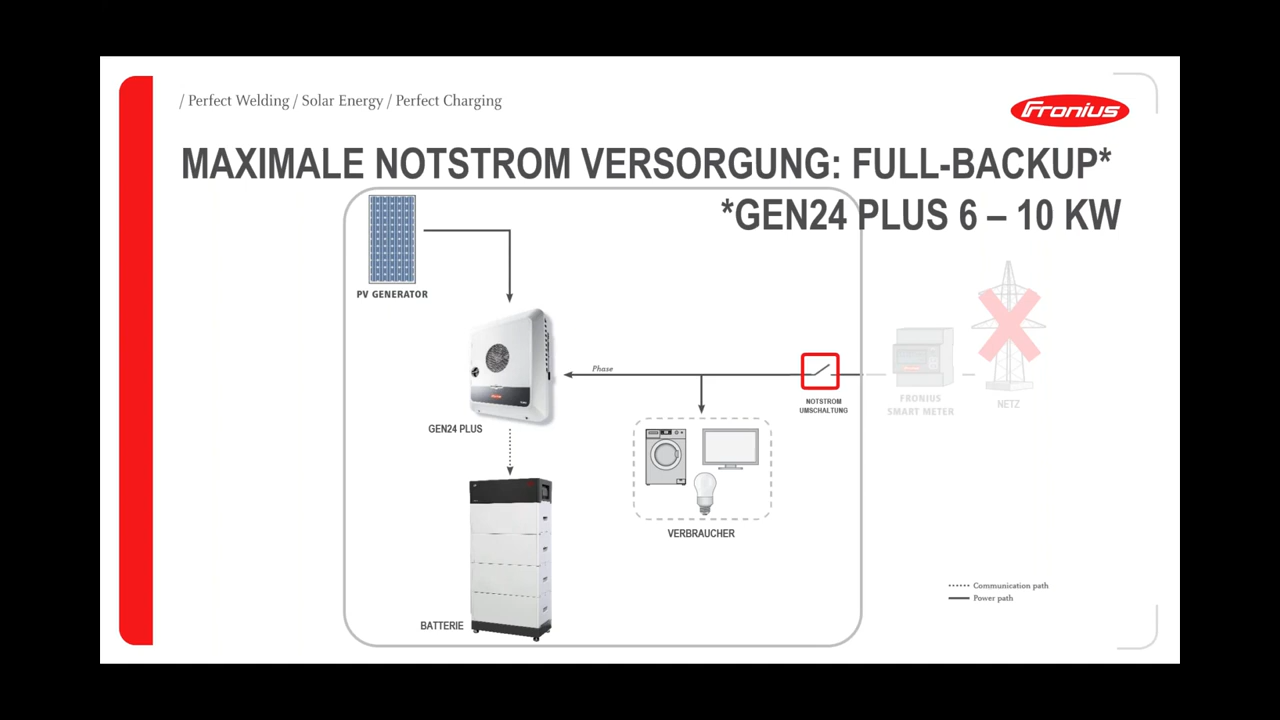 / Perfect Welding / Solar Energy / Perfect Charging
Fronius
MAXIMALE NOTSTROM VERSORGUNG: FULL-BACKUP*
*GEN24 PLUS 6 – 10 KW
PV GENERATOR
Phase
NOTSTROM
UMSCHALTUNG
FRONIUS
SMART METER
NETZ
GEN24 PLUS
VERBRAUCHER
BATTERIE
Communication path
Power path